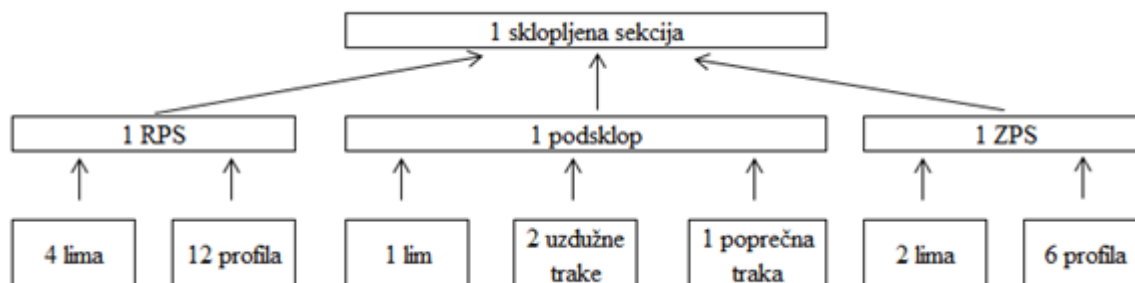 1 sklopljena sekcija
1 RPS
1 podsklop
1 ZPS
4 lima
12 profila
1 lim
2 uzdužne
trake
1 poprečna
traka
2 lima
6 profila